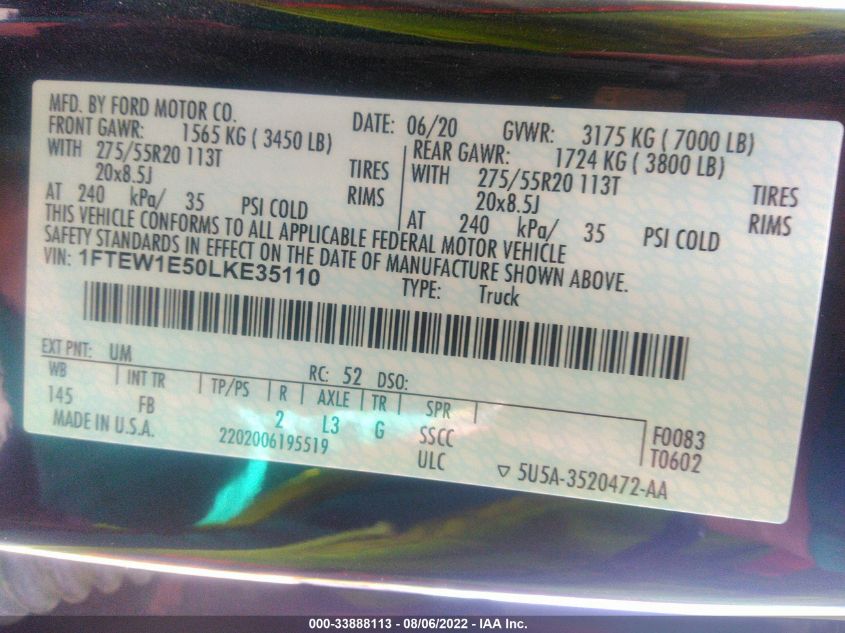 MFD. BY FORD MOTOR CO. DATE: 06/20 GVWR: 3175 KG ( 7000 LB)
FRONT GAWR: 1565 KG ( 3450 LB) REAR GAWR: 1724 KG ( 3800 LB)
WITH 275/55R20 113T TIRES WITH 275/55R20 113T TIRES
20x8.5J RIMS 20x8.5J RIMS
AT 240 kPa/ 35 PSI COLD AT 240 kPa/ 35 PSI COLD
THIS VEHICLE CONFORMS TO ALL APPLICABLE FEDERAL MOTOR VEHICLE
SAFETY STANDARDS IN EFFECT ON THE DATE OF MANUFACTURE SHOWN ABOVE.
VIN: 1FTEW1E50LKE35110 TYPE: Truck
EXT PNT: UM RC: 52 DSO:
WB INT TR TP/PS R AXLE TR SPR
145 FB 2 L3 G SSCC F0083
MADE IN U.S.A. 2202006195519 ULC T0602
▽ 5U5A-3520472-AA
000-33888113 - 08/06/2022 - IAA Inc.